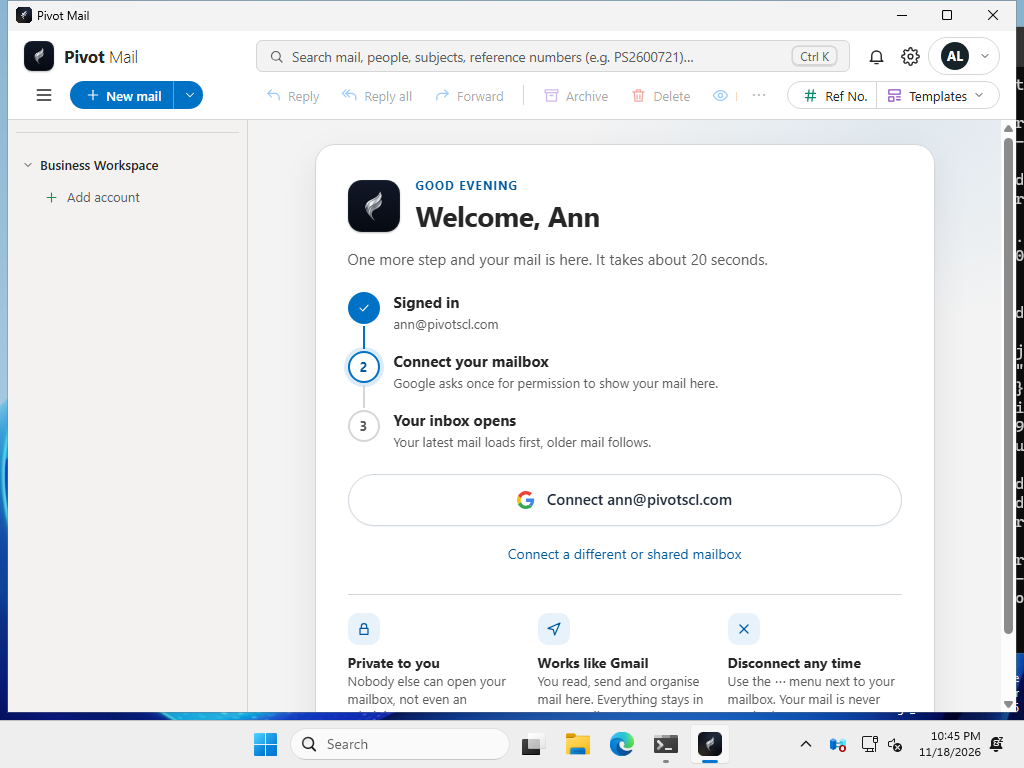 Pivot Mail
Pivot Mail
Search mail, people, subjects, reference numbers (e.g. PS2600721)...
Ctrl K
AL
New mail
Reply
Reply all
Forward
Archive
Delete
Ref No.
Templates
Business Workspace
Add account
GOOD EVENING
Welcome, Ann
One more step and your mail is here. It takes about 20 seconds.
Signed in
ann@pivotscl.com
2
Connect your mailbox
Google asks once for permission to show your mail here.
3
Your inbox opens
Your latest mail loads first, older mail follows.
Connect ann@pivotscl.com
Connect a different or shared mailbox
Private to you
Nobody else can open your
mailbox, not even an
Works like Gmail
You read, send and organise
mail here. Everything stays in
Disconnect any time
Use the ··· menu next to your
mailbox. Your mail is never
Search
10:45 PM
11/18/2026